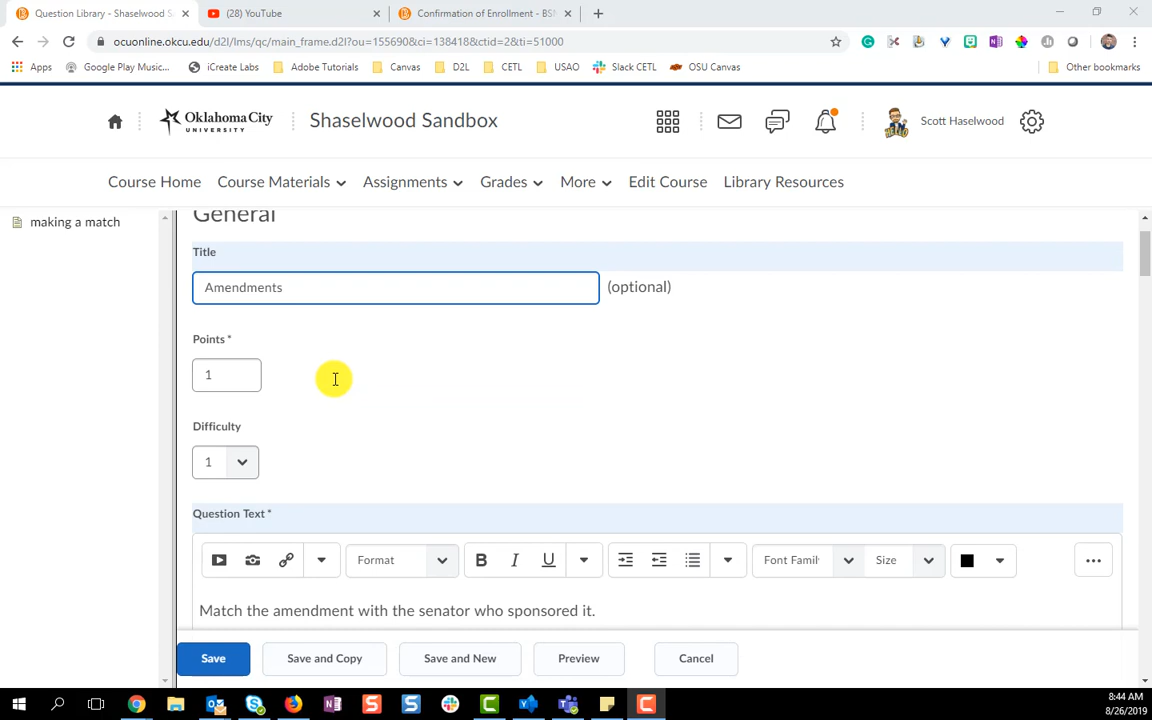 Question Library - Shaselwood S
(28) YouTube
Confirmation of Enrollment - BSN
ocuonline.okcu.edu/d2l/lms/qc/main_frame.d2l?ou=155690&ci=138418&ctid=2&ti=51000
Apps
Google Play Music...
iCreate Labs
Adobe Tutorials
Canvas
D2L
CETL
USAO
Slack CETL
OSU Canvas
Other bookmarks
Oklahoma City
UNIVERSITY
Shaselwood Sandbox
HELLO
Scott Haselwood
Course Home
Course Materials
Assignments
Grades
More
Edit Course
Library Resources
making a match
General
Title
Amendments
(optional)
Points *
1
Difficulty
1
Question Text *
Format
B I U
Font Famil
Size
Match the amendment with the senator who sponsored it.
Save
Save and Copy
Save and New
Preview
Cancel
8:44 AM
8/26/2019